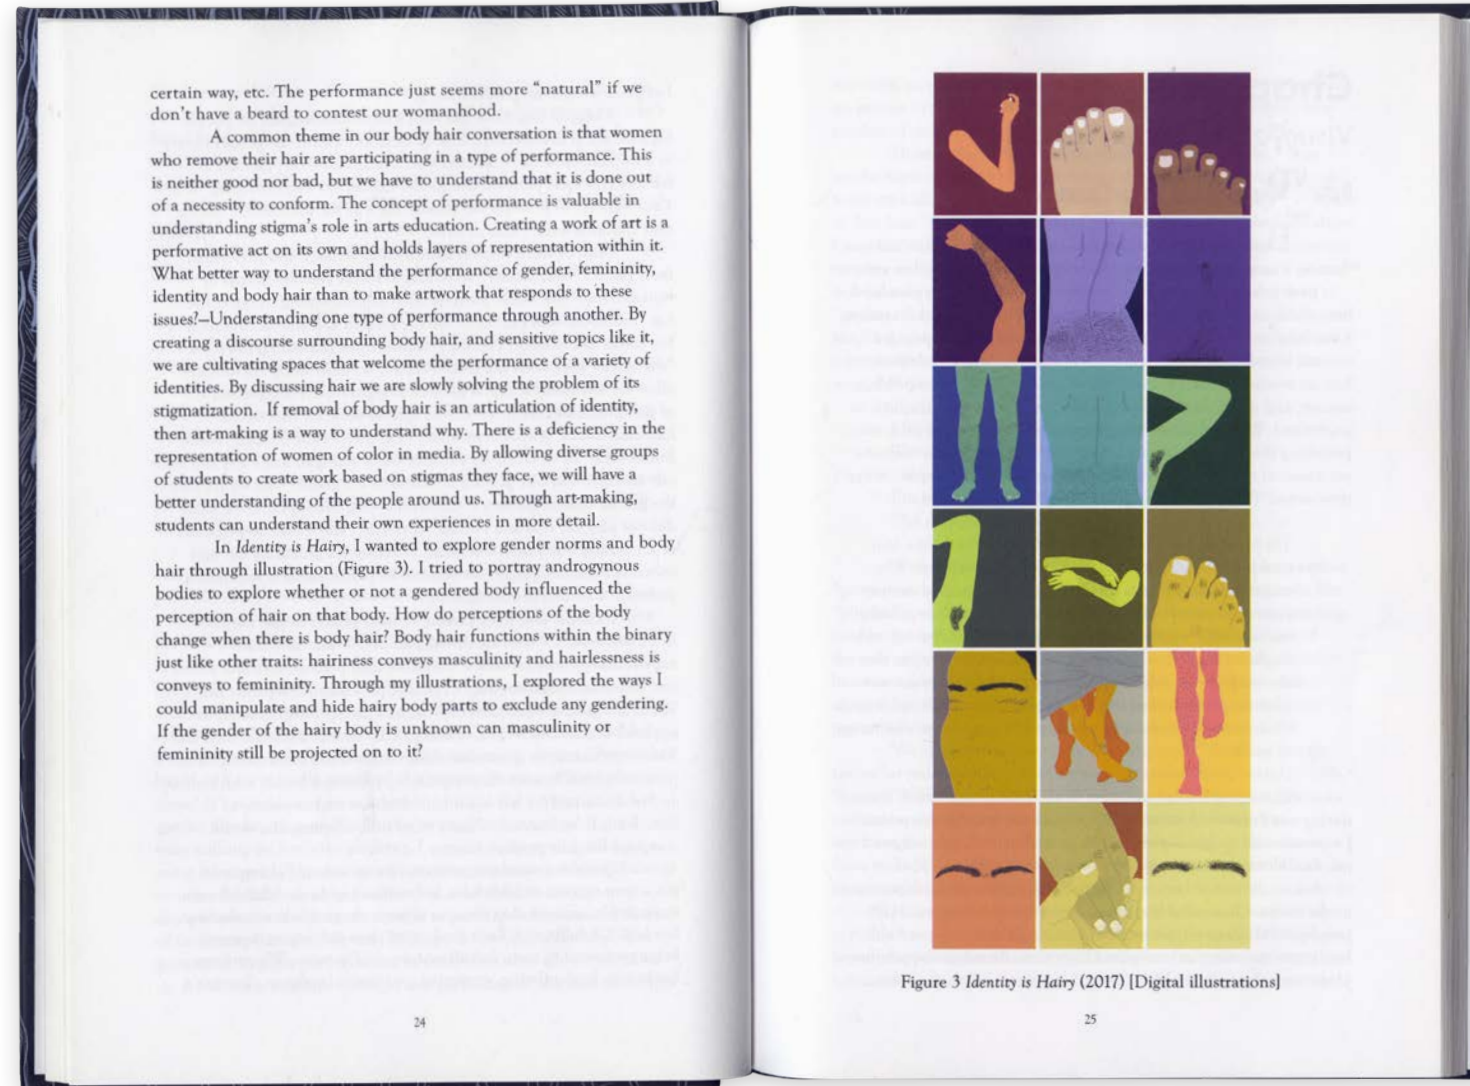 certain way, etc. The performance just seems more “natural” if we
don’t have a beard to contest our womanhood.
A common theme in our body hair conversation is that women
who remove their hair are participating in a type of performance. This
is neither good nor bad, but we have to understand that it is done out
of a necessity to conform. The concept of performance is valuable in
understanding stigma’s role in arts education. Creating a work of art is a
performative act on its own and holds layers of representation within it.
What better way to understand the performance of gender, femininity,
identity and body hair than to make artwork that responds to these
issues?—Understanding one type of performance through another. By
creating a discourse surrounding body hair, and sensitive topics like it,
we are cultivating spaces that welcome the performance of a variety of
identities. By discussing hair we are slowly solving the problem of its
stigmatization.  If removal of body hair is an articulation of identity,
then art-making is a way to understand why. There is a deficiency in the
representation of women of color in media. By allowing diverse groups
of students to create work based on stigmas they face, we will have a
better understanding of the people around us. Through art-making,
students can understand their own experiences in more detail.
In Identity is Hairy, I wanted to explore gender norms and body
hair through illustration (Figure 3). I tried to portray androgynous
bodies to explore whether or not a gendered body influenced the
perception of hair on that body. How do perceptions of the body
change when there is body hair? Body hair functions within the binary
just like other traits: hairiness conveys masculinity and hairlessness is
conveys to femininity. Through my illustrations, I explored the ways I
could manipulate and hide hairy body parts to exclude any gendering.
If the gender of the hairy body is unknown can masculinity or
femininity still be projected on to it?
24
Figure 3 Identity is Hairy (2017) [Digital illustrations]
25